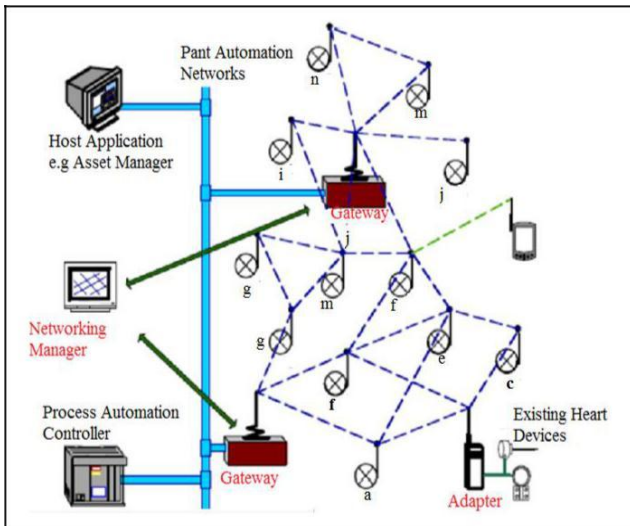 Pant Automation
Networks
n
m
Host Application
e.g Asset Manager
i
j
Gateway
j
g
m
f
Networking
Manager
g
e
f
c
Process Automation
Controller
Existing Heart
Devices
Gateway
a
Adapter